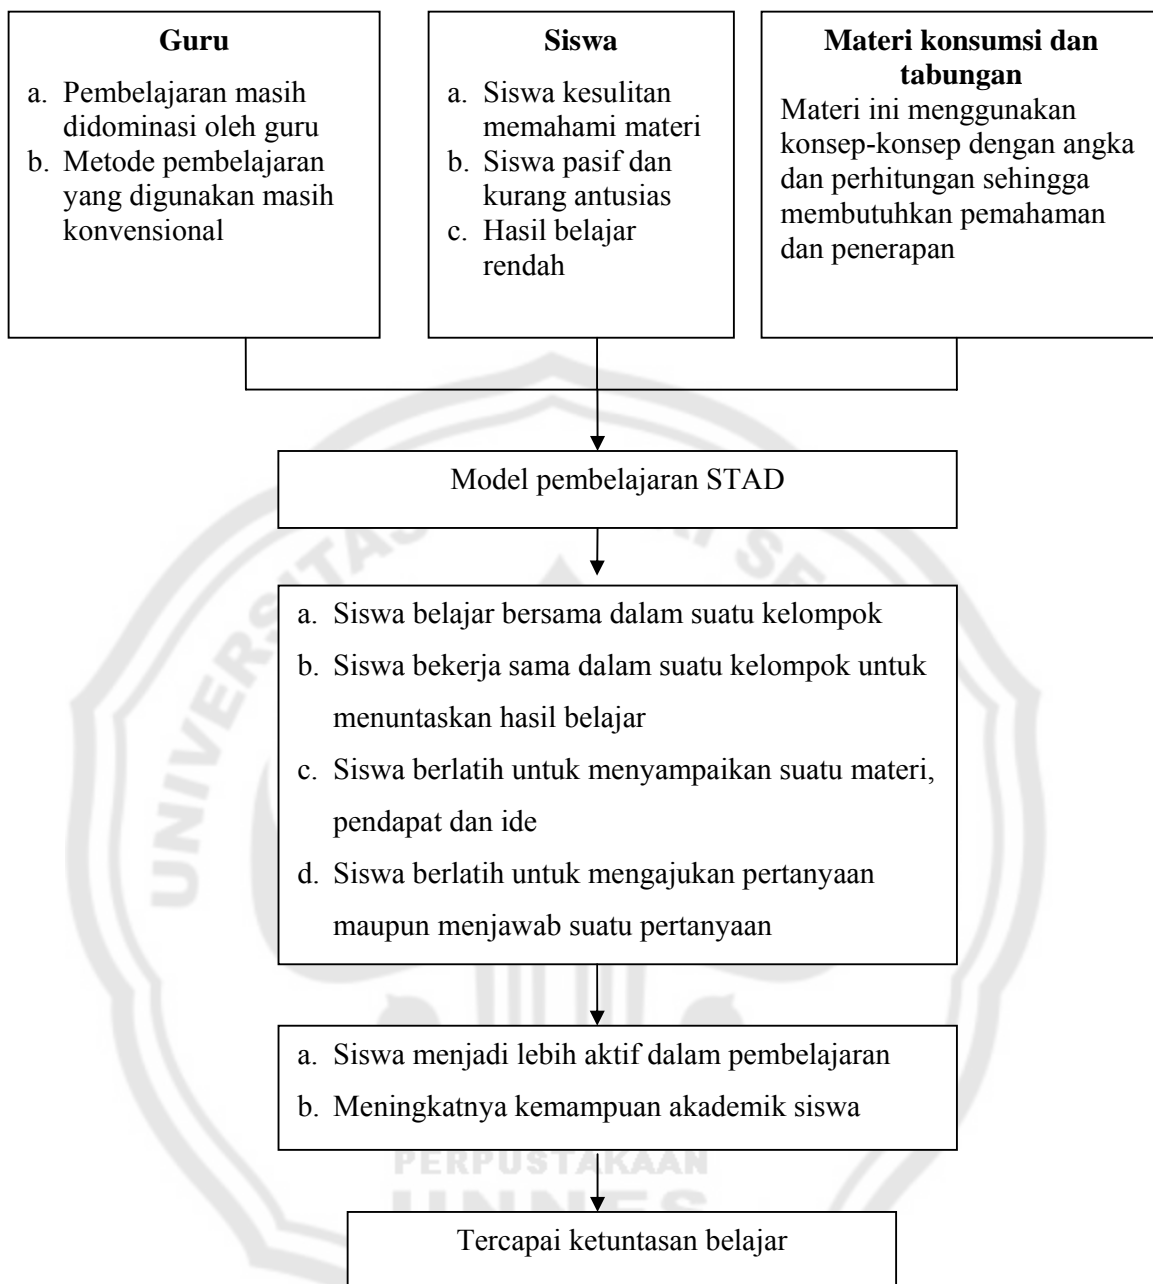 Guru
a. Pembelajaran masih
didominasi oleh guru
b. Metode pembelajaran
yang digunakan masih
konvensional
Siswa
a. Siswa kesulitan
memahami materi
b. Siswa pasif dan
kurang antusias
c. Hasil belajar
rendah
Materi konsumsi dan
tabungan
Materi ini menggunakan
konsep-konsep dengan angka
dan perhitungan sehingga
membutuhkan pemahaman
dan penerapan
Model pembelajaran STAD
a. Siswa belajar bersama dalam suatu kelompok
b. Siswa bekerja sama dalam suatu kelompok untuk
menuntaskan hasil belajar
c. Siswa berlatih untuk menyampaikan suatu materi,
pendapat dan ide
d. Siswa berlatih untuk mengajukan pertanyaan
maupun menjawab suatu pertanyaan
a. Siswa menjadi lebih aktif dalam pembelajaran
b. Meningkatnya kemampuan akademik siswa
PERPUSTAKAAN
UNNES
Tercapai ketuntasan belajar